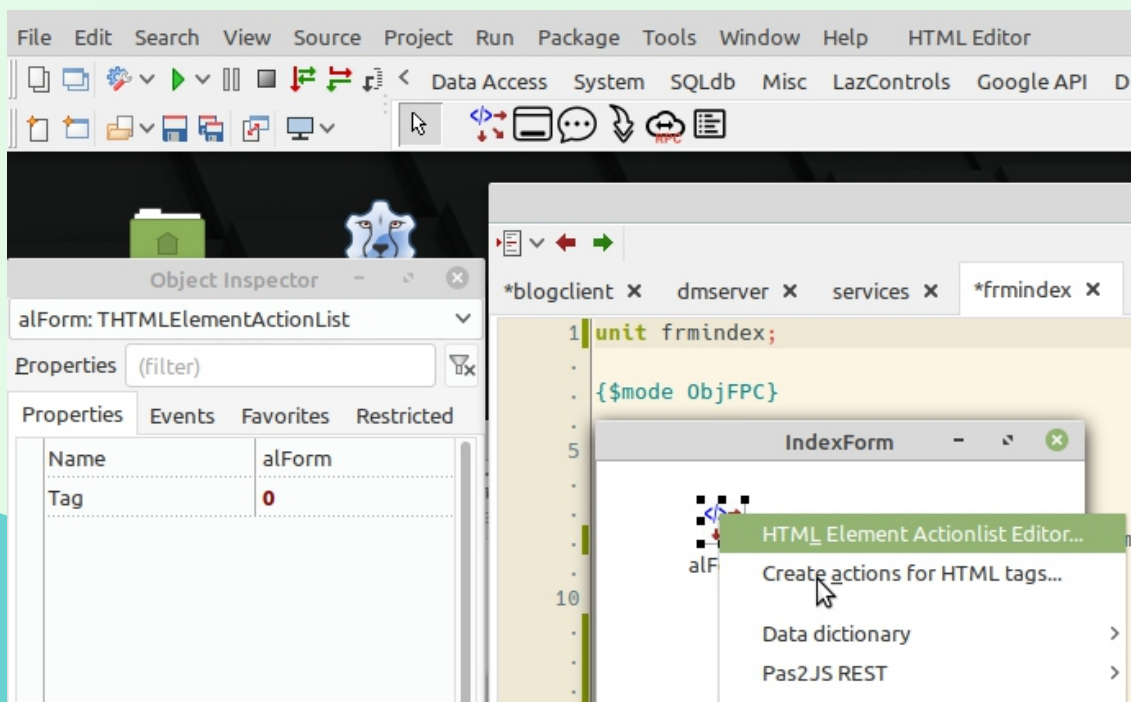 File Edit Search View Source Project Run Package Tools Window Help HTML Editor
Data Access System SQLdb Misc LazControls Google API
RPC
Object Inspector
alForm: THTMLElementActionList
Properties (filter)
Properties Events Favorites Restricted
Name alForm
Tag 0
*blogclient dmserver services *frmindex
1 unit frmindex;
{$mode ObjFPC}
5
10
IndexForm
HTML Element Actionlist Editor...
Create actions for HTML tags...
Data dictionary
Pas2JS REST